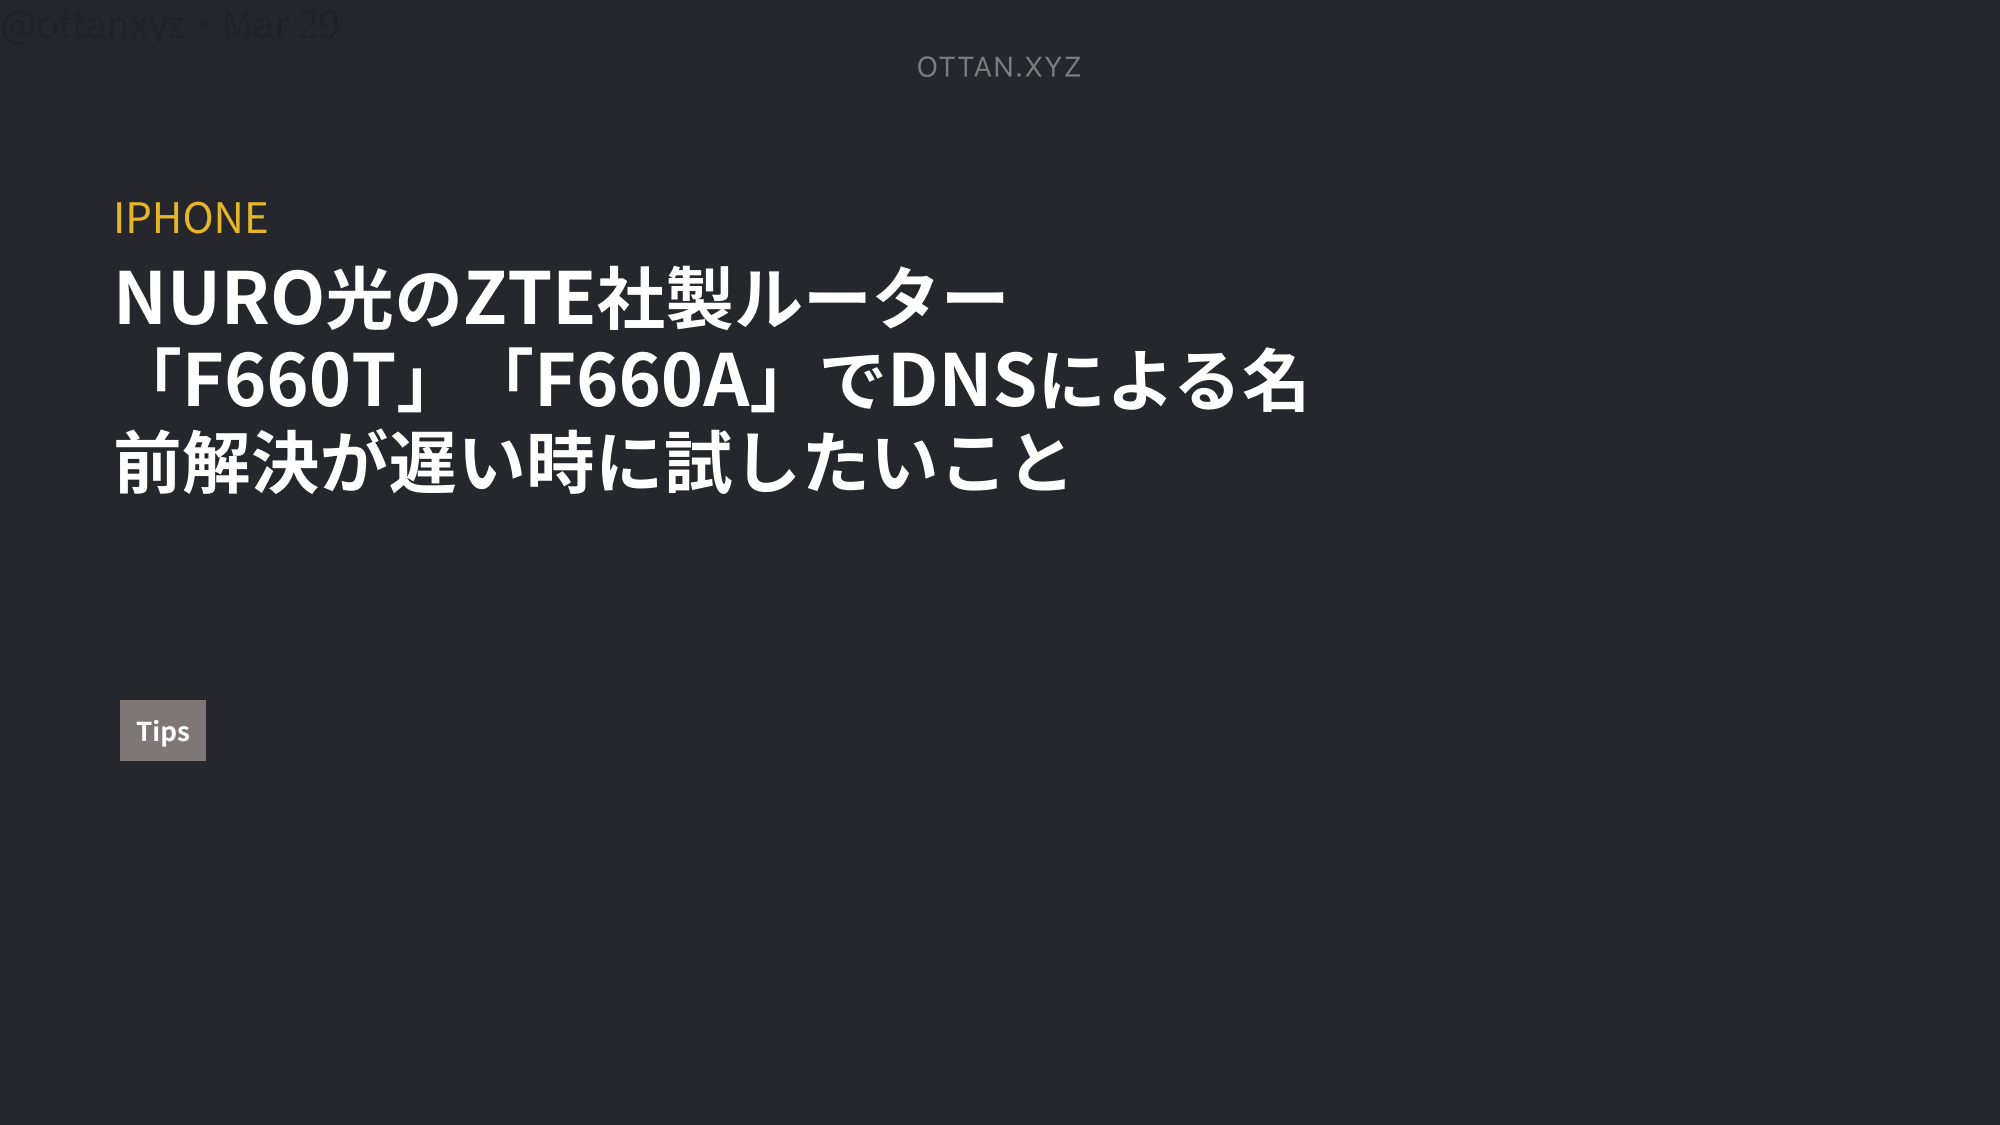 @ottanxyz・Mar 29
OTTAN.XYZ
IPHONE
NURO光のZTE社製ルーター
「F660T」「F660A」でDNSによる名
前解決が遅い時に試したいこと
Tips